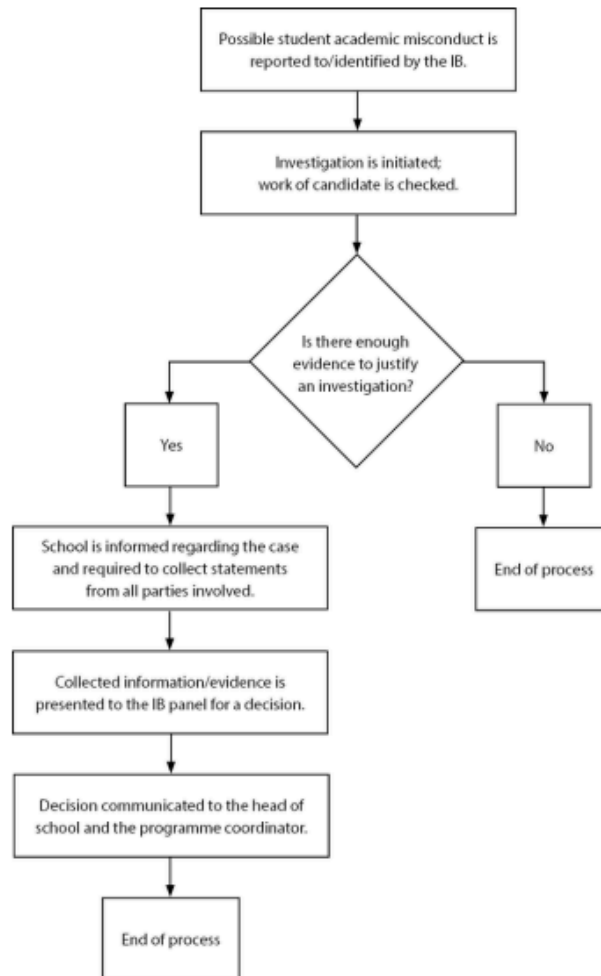 Possible student academic misconduct is
reported to/identified by the IB.
Investigation is initiated;
work of candidate is checked.
Is there enough
evidence to justify
an investigation?
Yes
No
School is informed regarding the case
and required to collect statements
from all parties involved.
End of process
Collected information/evidence is
presented to the IB panel for a decision.
Decision communicated to the head of
school and the programme coordinator.
End of process